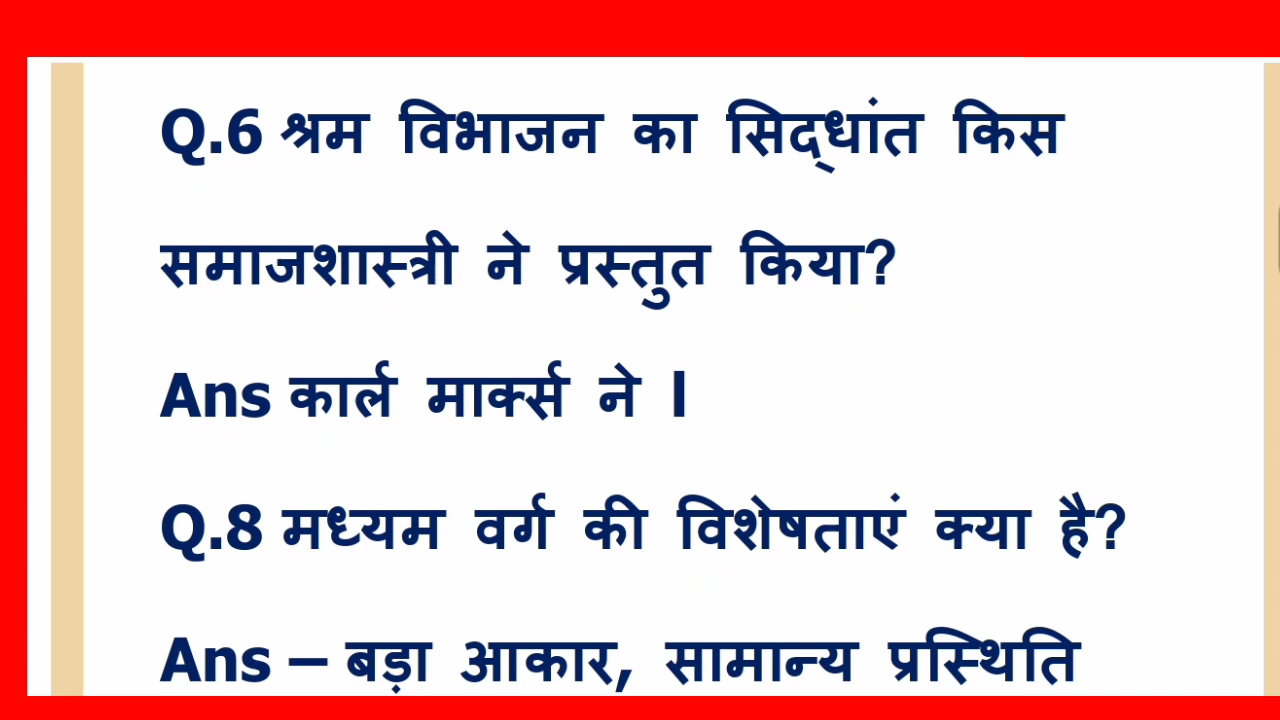 Q.6 श्रम विभाजन का सिद्धांत किस
समाजशास्त्री ने प्रस्तुत किया?
Ans कार्ल मार्क्स ने l
Q.8 मध्यम वर्ग की विशेषताएं क्या है?
Ans – बड़ा आकार, सामान्य प्रस्थिति